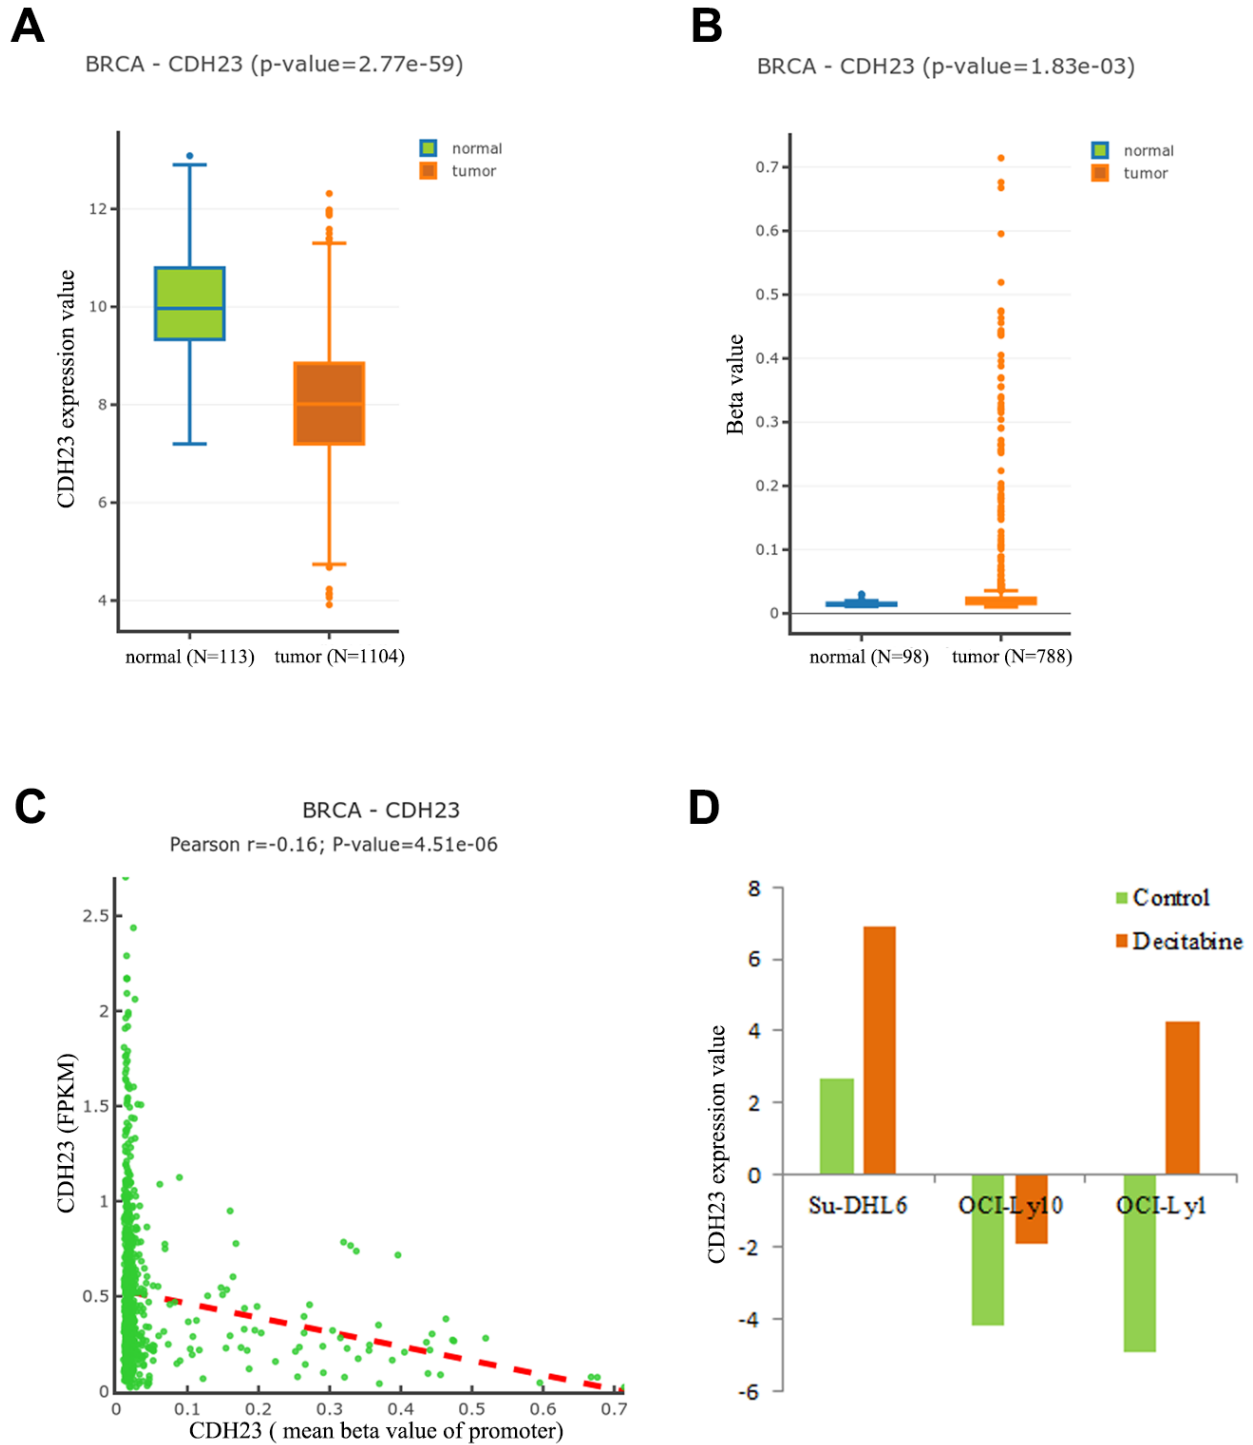 A
BRCA - CDH23 (p-value=2.77e-59)
normal
tumor
CDH23 expression value
12
10
8
6
4
normal (N=113)
tumor (N=1104)
B
BRCA - CDH23 (p-value=1.83e-03)
normal
tumor
Beta value
0.7
0.6
0.5
0.4
0.3
0.2
0.1
0
normal (N=98)
tumor (N=788)
C
BRCA - CDH23
Pearson r=-0.16; P-value=4.51e-06
CDH23 (FPKM)
2.5
2
1.5
1
0.5
0
0 0.1 0.2 0.3 0.4 0.5 0.6 0.7
CDH23 ( mean beta value of promoter)
D
Control
Decitabine
CDH23 expression value
8
6
4
2
0
-2
-4
-6
Su-DHL6
OCI-Ly10
OCI-Ly1